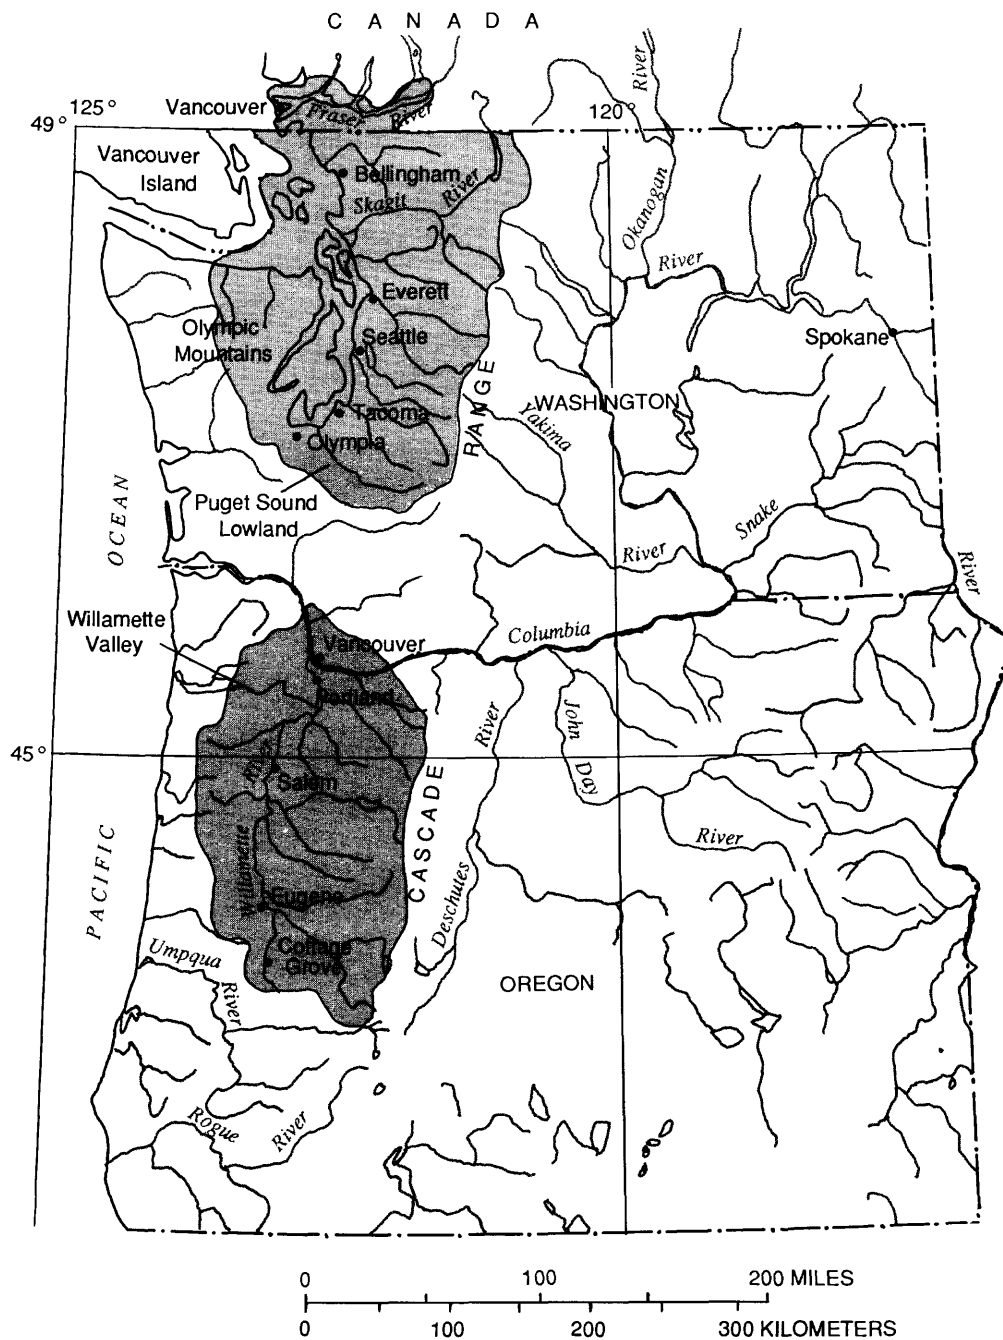 CANADA
125°
120°
49°
Vancouver
Fraser
River
River
Vancouver
Island
Bellingham
Skagit
River
Okanogan
River
Everett
Olympic
Mountains
Seattle
Spokane
RANGE
WASHINGTON
Tacoma
Yakima
Olympia
OCEAN
Puget Sound
Lowland
Snake
River
River
Willamette
Valley
Vancouver
Columbia
Portland
River
John
Day
45°
River
Salem
CASCADE
River
PACIFIC
Willamette
Eugene
Deschutes
Cottage
Grove
Umpqua
River
OREGON
Rogue
River
0 100 200 MILES
0 100 200 300 KILOMETERS